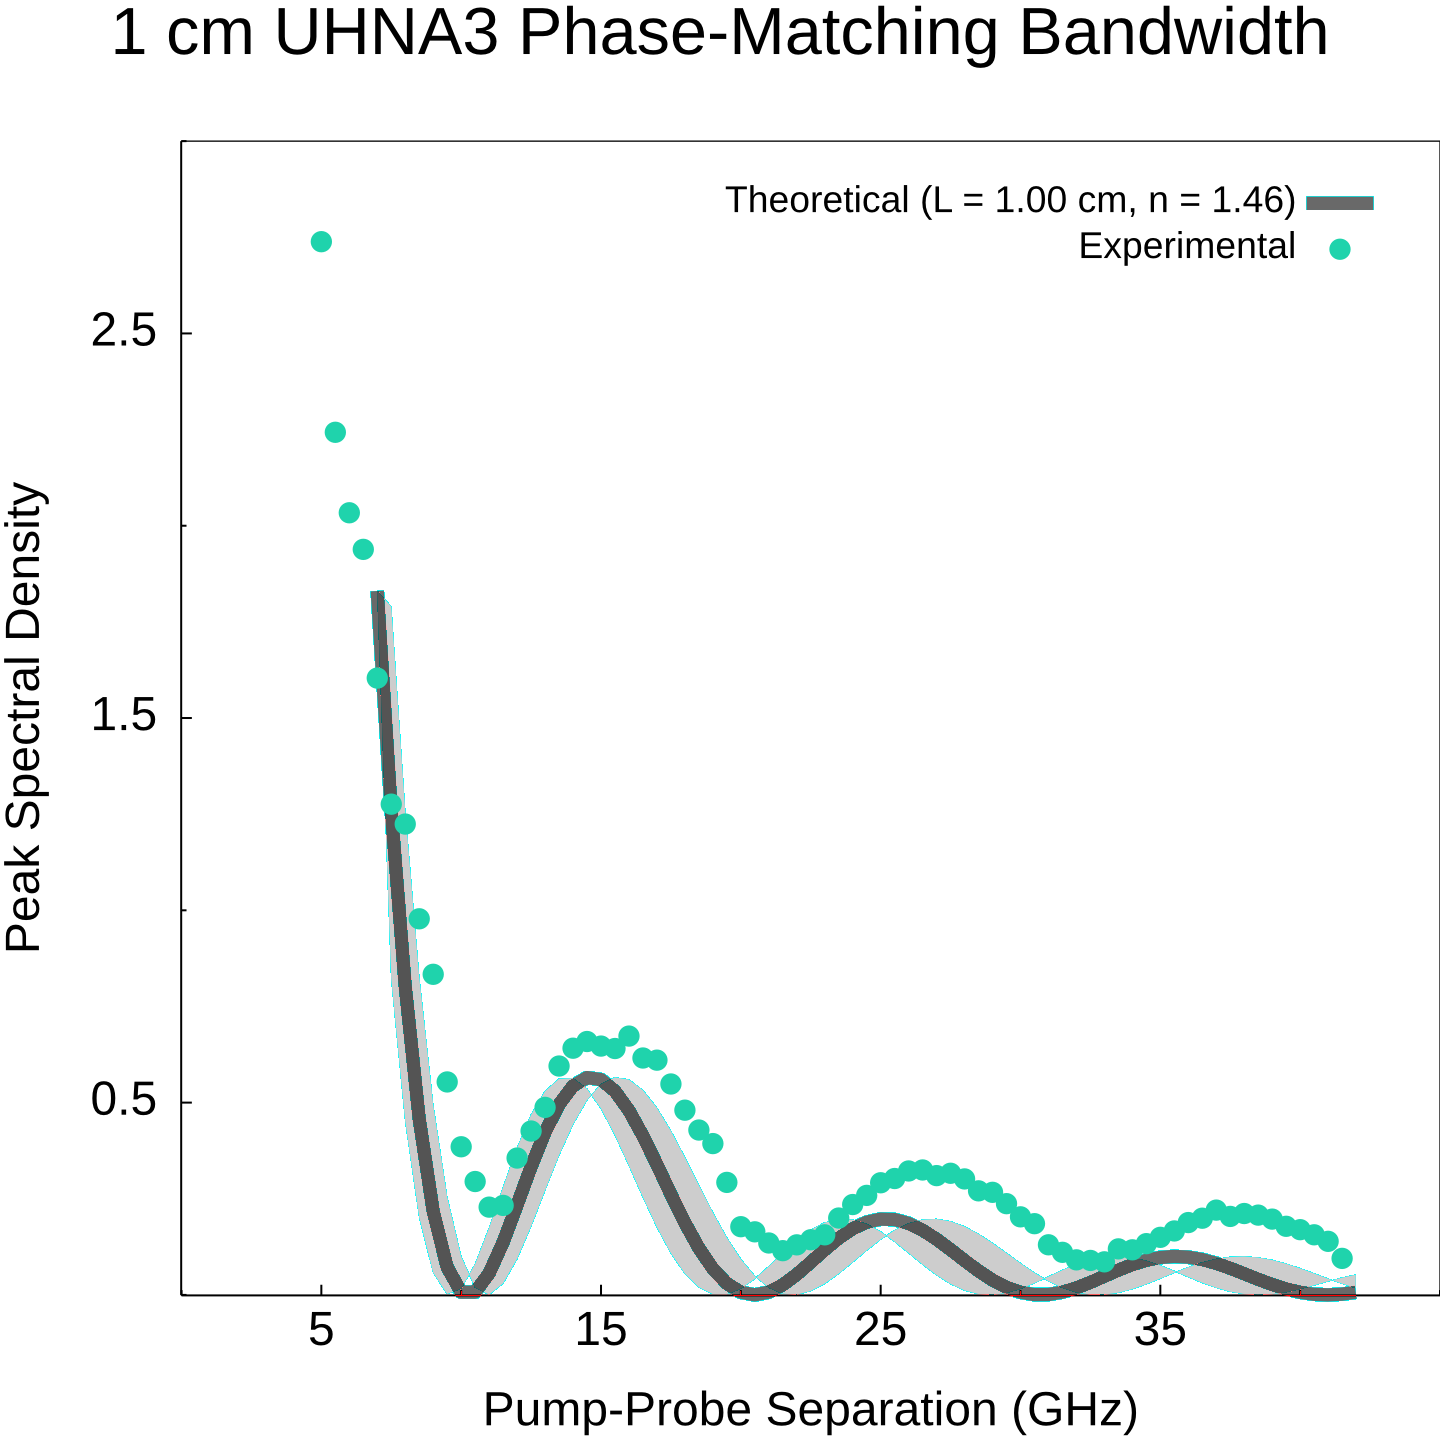 1 cm UHNA3 Phase-Matching Bandwidth
Theoretical (L = 1.00 cm, n = 1.46)
Experimental
2.5
1.5
0.5
Peak Spectral Density
5 15 25 35
Pump-Probe Separation (GHz)